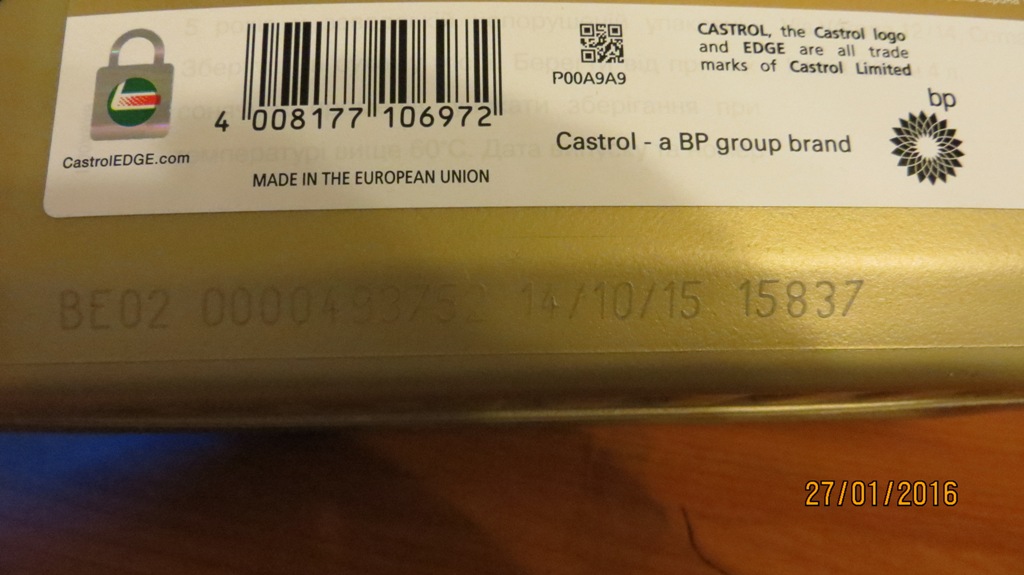 CASTROL, the Castrol logo
and EDGE are all trade
marks of Castrol Limited
P00A9A9
4 008177 106972
bp
Castrol - a BP group brand
CastrolEDGE.com
MADE IN THE EUROPEAN UNION
BE02 0000493752 14/10/15 15837
27/01/2016